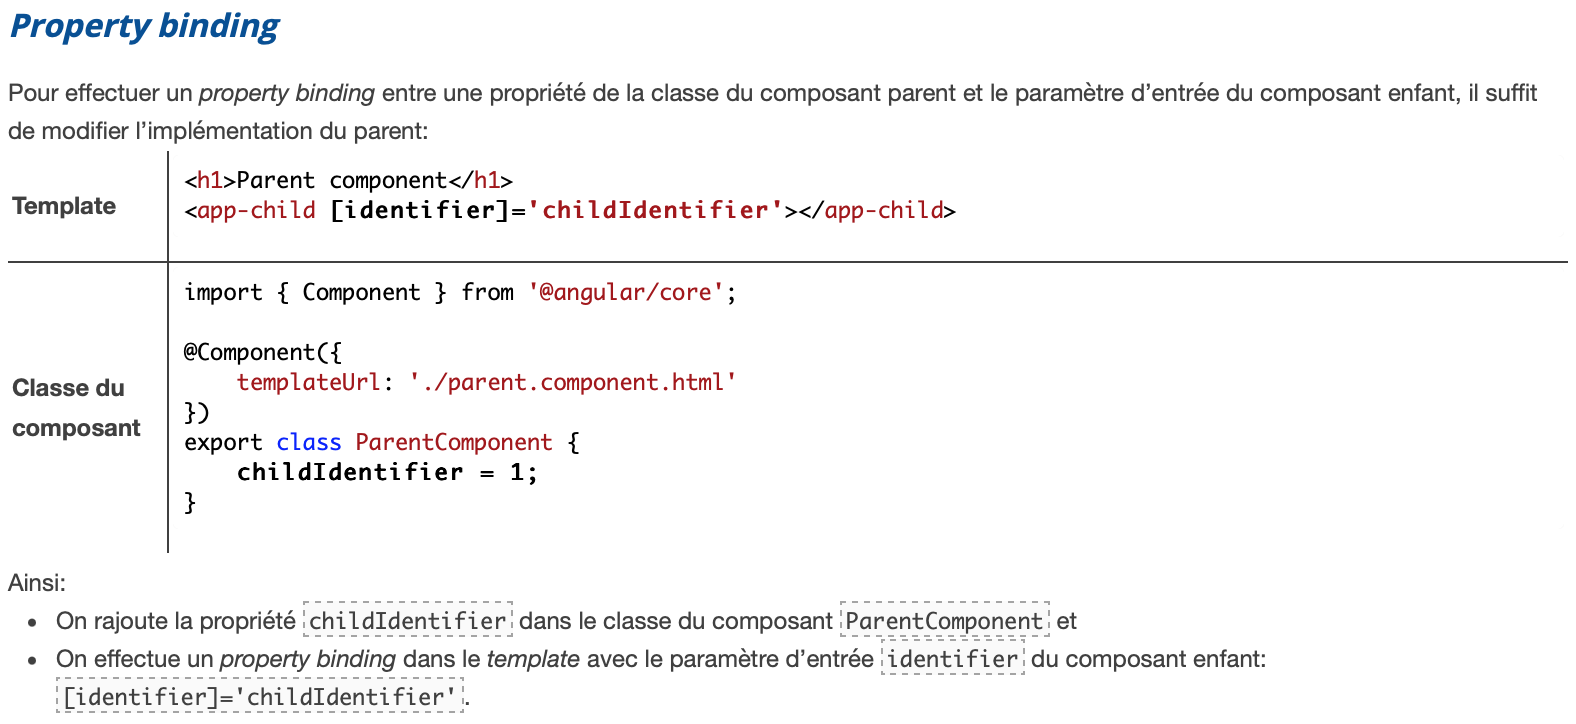 Property binding
Pour effectuer un property binding entre une propriété de la classe du composant parent et le paramètre d’entrée du composant enfant, il suffit
de modifier l’implémentation du parent:
Template
<h1>Parent component</h1>
<app-child [identifier]='childIdentifier'></app-child>
Classe du
composant
import { Component } from '@angular/core';
@Component({
    templateUrl: './parent.component.html'
})
export class ParentComponent {
    childIdentifier = 1;
}
Ainsi:
• On rajoute la propriété childIdentifier dans le classe du composant ParentComponent et
• On effectue un property binding dans le template avec le paramètre d’entrée identifier du composant enfant:
[identifier]='childIdentifier'.